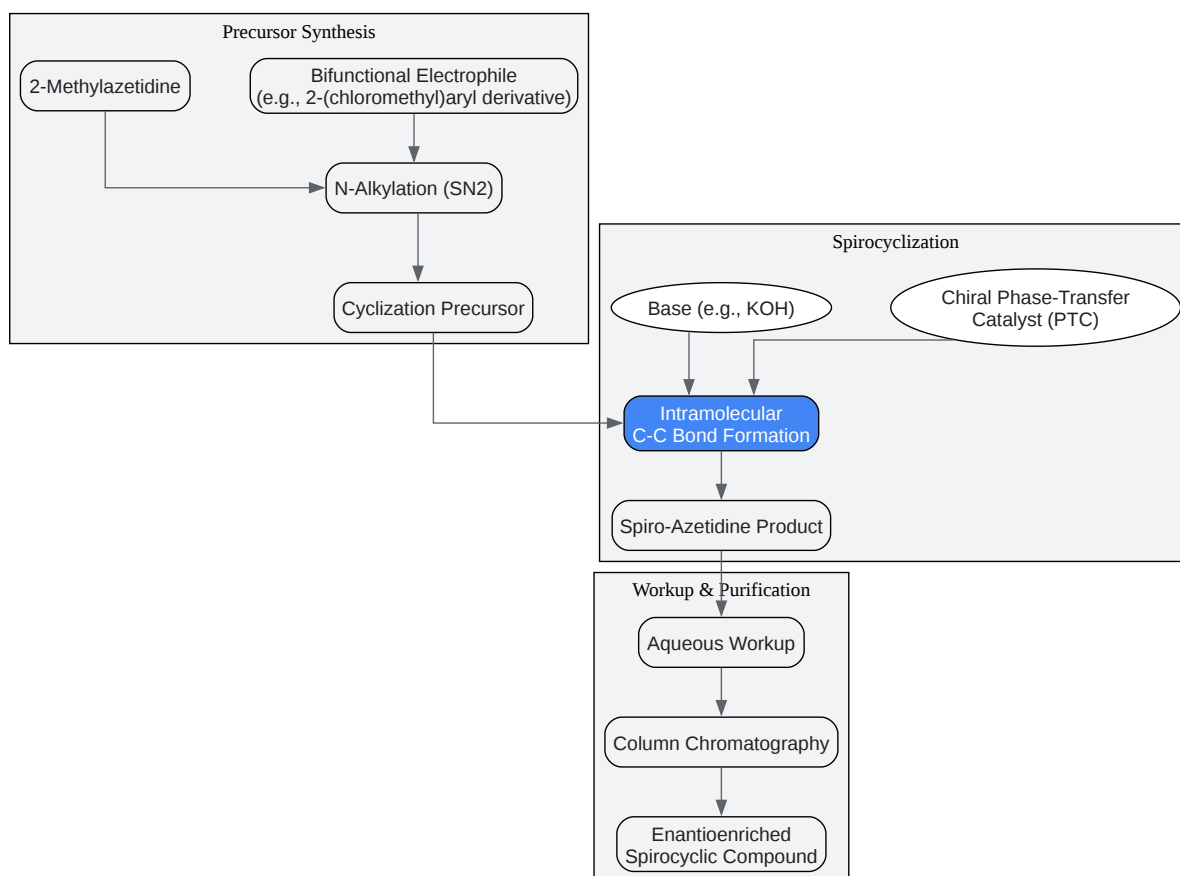 Precursor Synthesis
2-Methylazetidine
Bifunctional Electrophile
(e.g., 2-(chloromethyl)aryl derivative)
N-Alkylation (SN2)
Cyclization Precursor
Spirocyclization
Base (e.g., KOH)
Chiral Phase-Transfer
Catalyst (PTC)
Intramolecular
C-C Bond Formation
Spiro-Azetidine Product
Workup & Purification
Aqueous Workup
Column Chromatography
Enantioenriched
Spirocyclic Compound